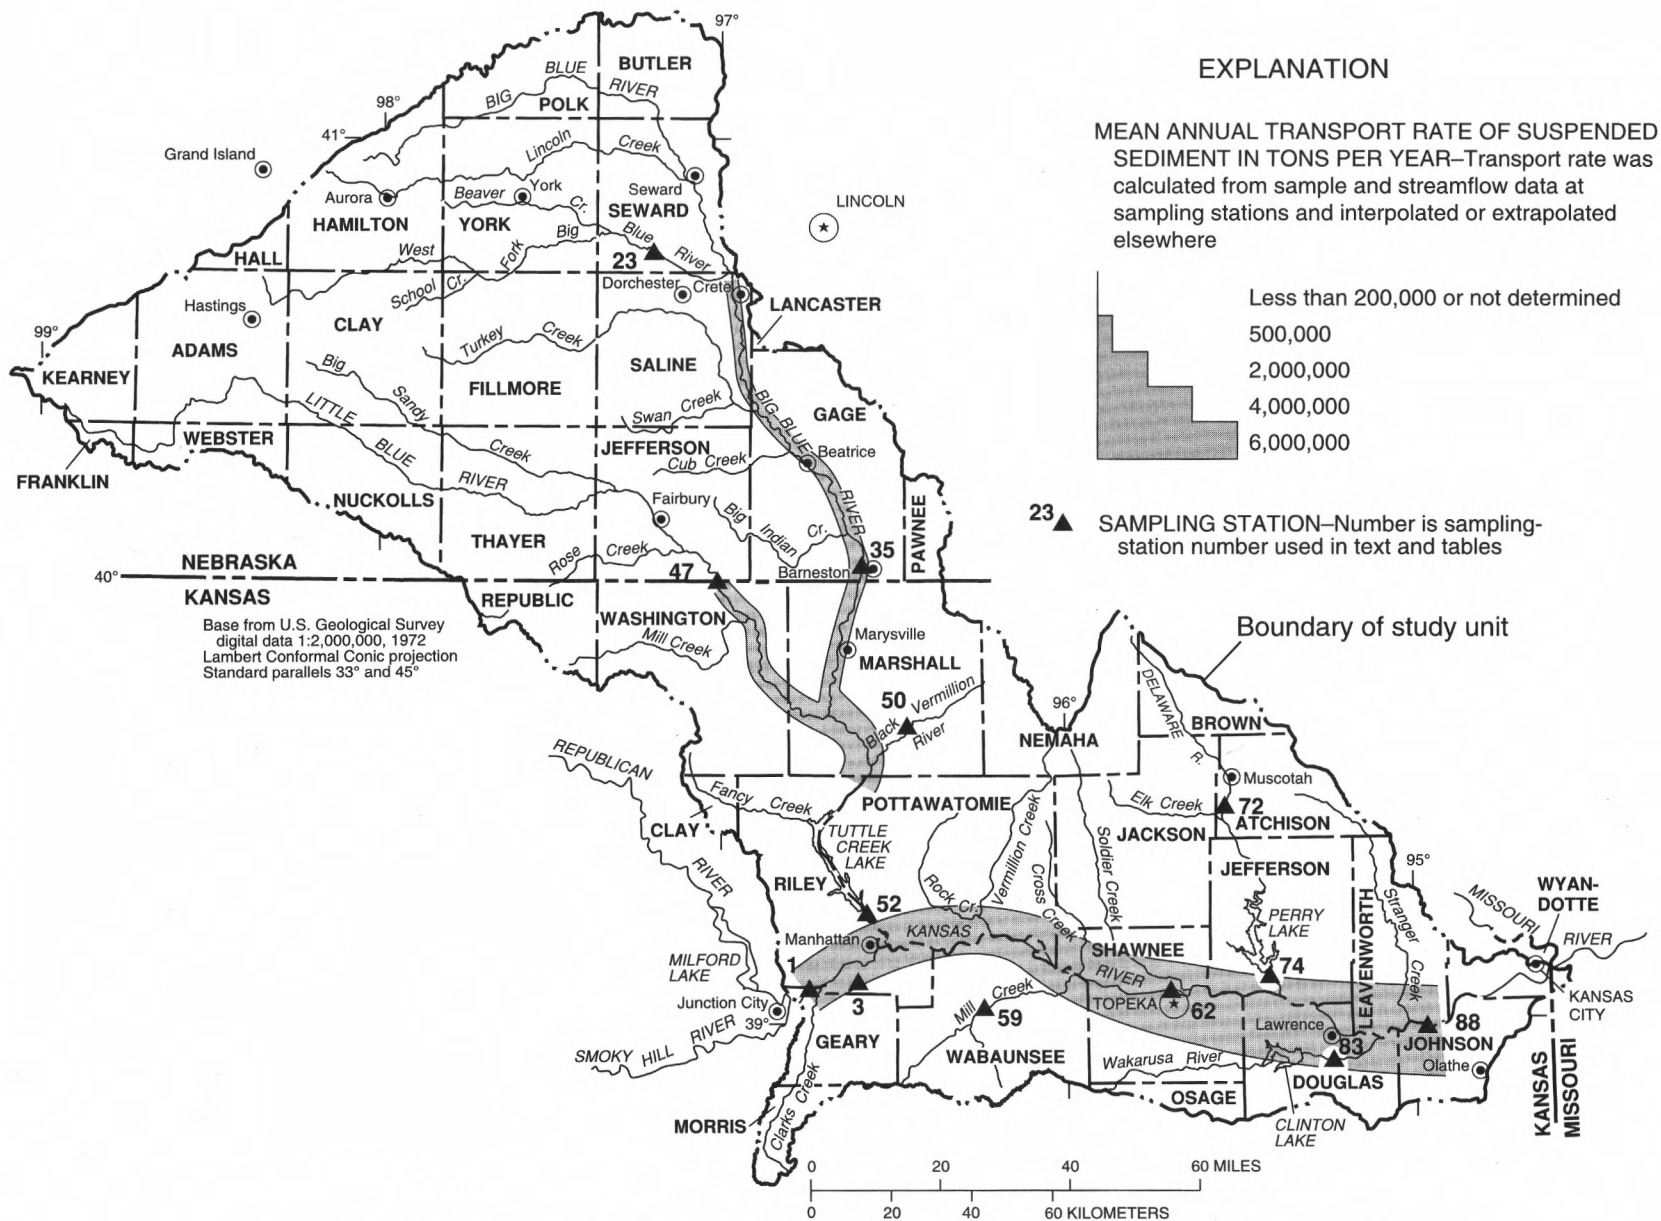 97°
BUTLER
BLUE
RIVER
BIG
POLK
98°
41°
Grand Island
Lincoln
Creek
Aurora
Beaver
York
Cr.
Seward
SEWARD
HAMILTON
YORK
LINCOLN
West
Fork
Big
Blue
River
23
HALL
School Cr.
Dorchester
Crete
LANCASTER
Hastings
CLAY
99°
ADAMS
Turkey
Creek
SALINE
KEARNEY
Big
Sandy
Creek
FILLMORE
LITTLE
BLUE
RIVER
Swan Creek
BIG BLUE
RIVER
GAGE
WEBSTER
JEFFERSON
Cub Creek
Beatrice
FRANKLIN
NUCKOLLS
Fairbury
Big
Indian
Cr.
PAWNEE
THAYER
Rose
Creek
47
Barneston
35
NEBRASKA
40°
KANSAS
REPUBLIC
WASHINGTON
Base from U.S. Geological Survey
digital data 1:2,000,000, 1972
Lambert Conformal Conic projection
Standard parallels 33° and 45°
Mill Creek
Marysville
MARSHALL
50
Black Vermillion
River
96°
NEMAHA
DELAWARE
R.
BROWN
REPUBLICAN
RIVER
Muscotah
Fancy
Creek
POTTAWATOMIE
Elk Creek
72
ATCHISON
CLAY
TUTTLE
CREEK
LAKE
Vermillion Creek
Cross
Creek
Soldier Creek
JACKSON
JEFFERSON
95°
RILEY
Rock Cr.
LEAVENWORTH
Stranger
Creek
WYAN-
DOTTE
MISSOURI
RIVER
52
PERRY
LAKE
Manhattan
KANSAS
RIVER
SHAWNEE
1
MILFORD
LAKE
74
Junction City
3
Mill
Creek
59
TOPEKA
62
KANSAS
CITY
39°
SMOKY HILL RIVER
GEARY
WABAUNSEE
Lawrence
83
88
JOHNSON
Wakarusa River
Olathe
DOUGLAS
OSAGE
MORRIS
Clarks Creek
CLINTON
LAKE
KANSAS
MISSOURI
0 20 40 60 MILES
0 20 40 60 KILOMETERS
EXPLANATION
MEAN ANNUAL TRANSPORT RATE OF SUSPENDED
SEDIMENT IN TONS PER YEAR–Transport rate was
calculated from sample and streamflow data at
sampling stations and interpolated or extrapolated
elsewhere
Less than 200,000 or not determined
500,000
2,000,000
4,000,000
6,000,000
23
SAMPLING STATION–Number is sampling-
station number used in text and tables
Boundary of study unit